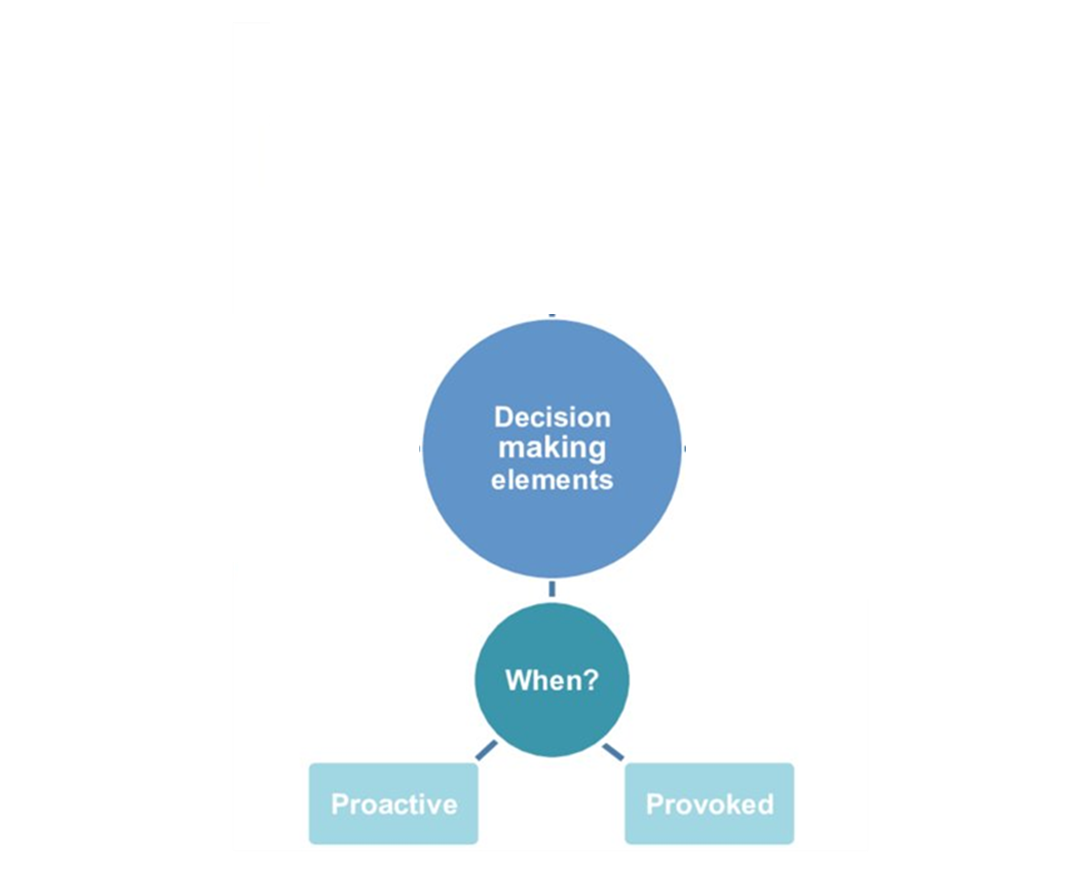 Decision
making
elements
When?
Proactive
Provoked